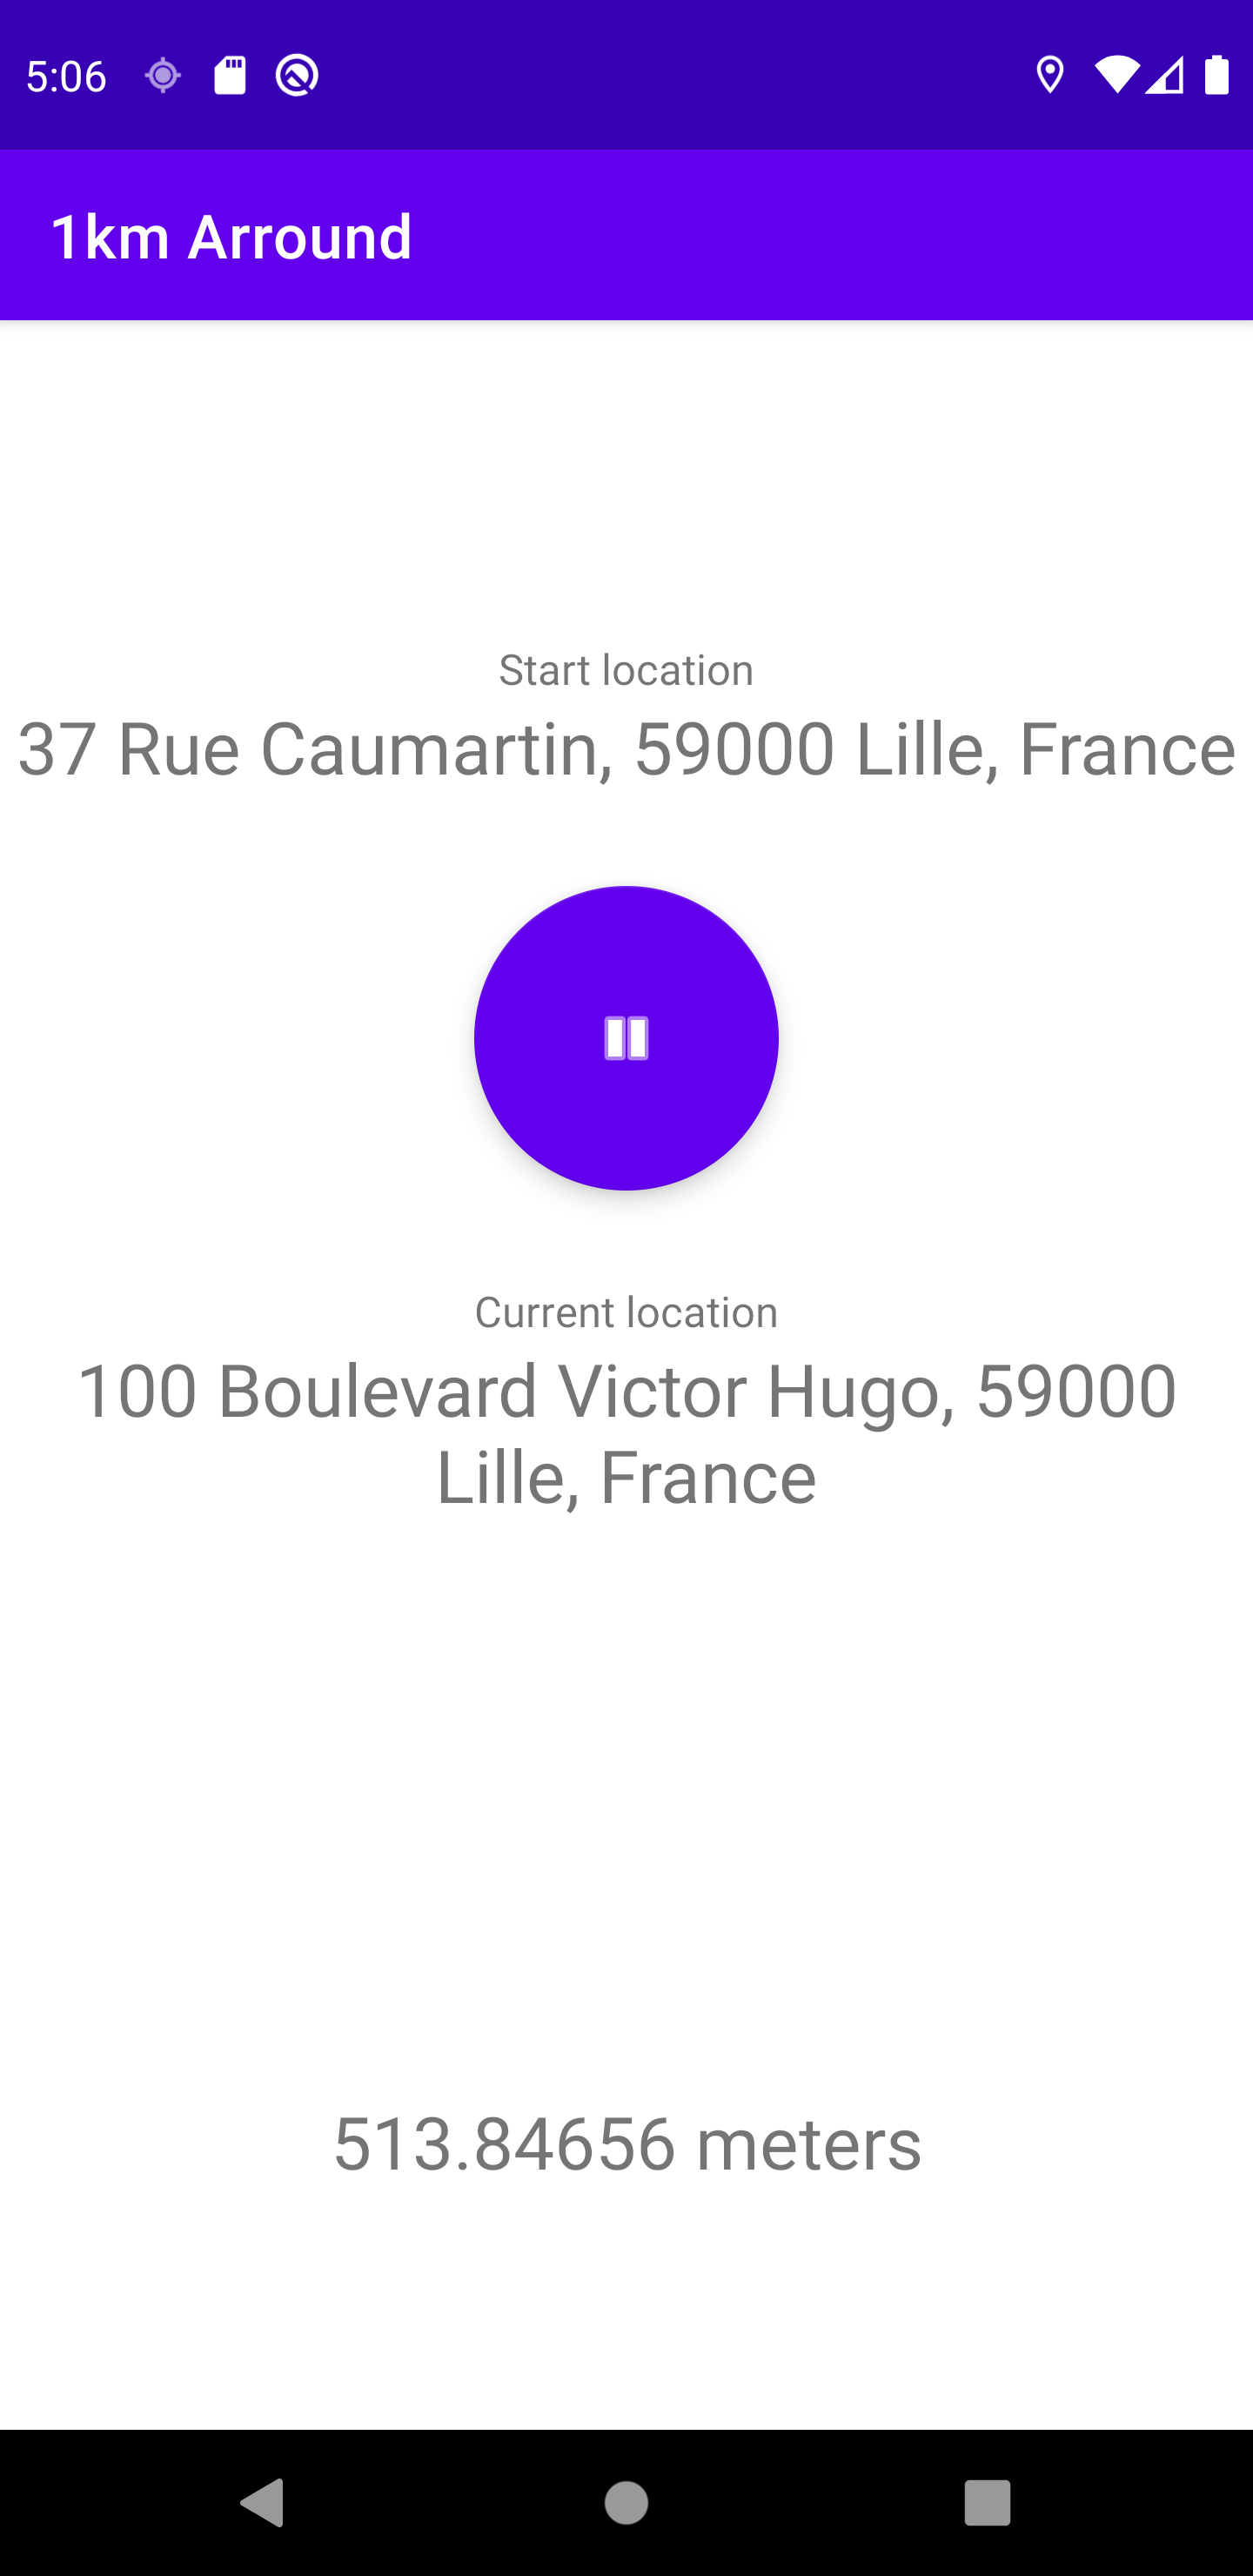 5:06
1km Arround
Start location
37 Rue Caumartin, 59000 Lille, France
Current location
100 Boulevard Victor Hugo, 59000
Lille, France
513.84656 meters